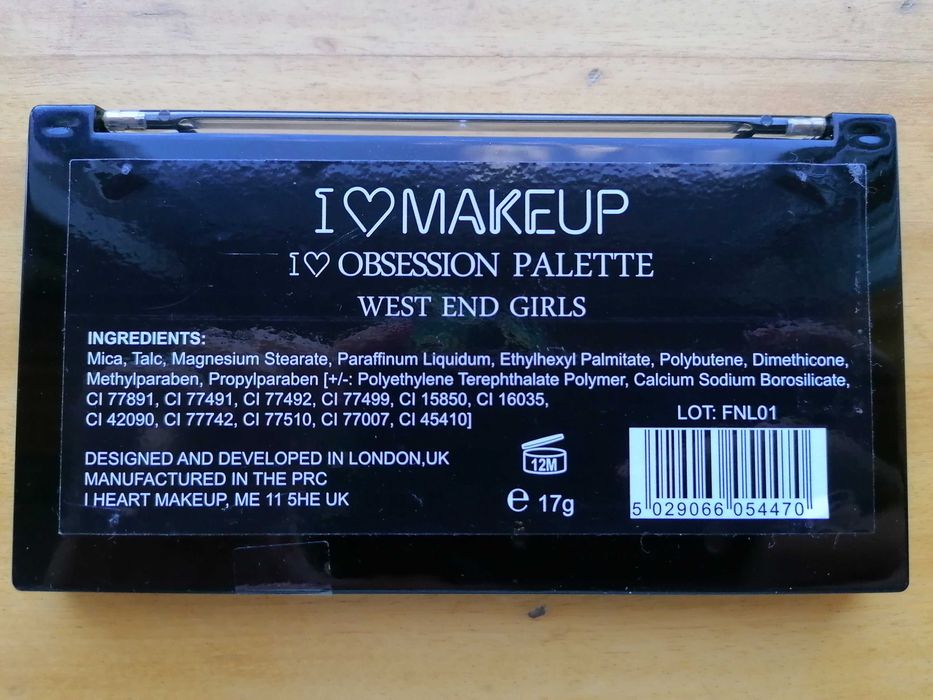 I♡MAKEUP
I♡ OBSESSION PALETTE
WEST END GIRLS
INGREDIENTS:
Mica, Talc, Magnesium Stearate, Paraffinum Liquidum, Ethylhexyl Palmitate, Polybutene, Dimethicone,
Methylparaben, Propylparaben [+/-: Polyethylene Terephthalate Polymer, Calcium Sodium Borosilicate,
CI 77891, CI 77491, CI 77492, CI 77499, CI 15850, CI 16035,
CI 42090, CI 77742, CI 77510, CI 77007, CI 45410]
DESIGNED AND DEVELOPED IN LONDON,UK
MANUFACTURED IN THE PRC
I HEART MAKEUP, ME 11 5HE UK
12M
℮ 17g
LOT: FNL01
5 029066 054470